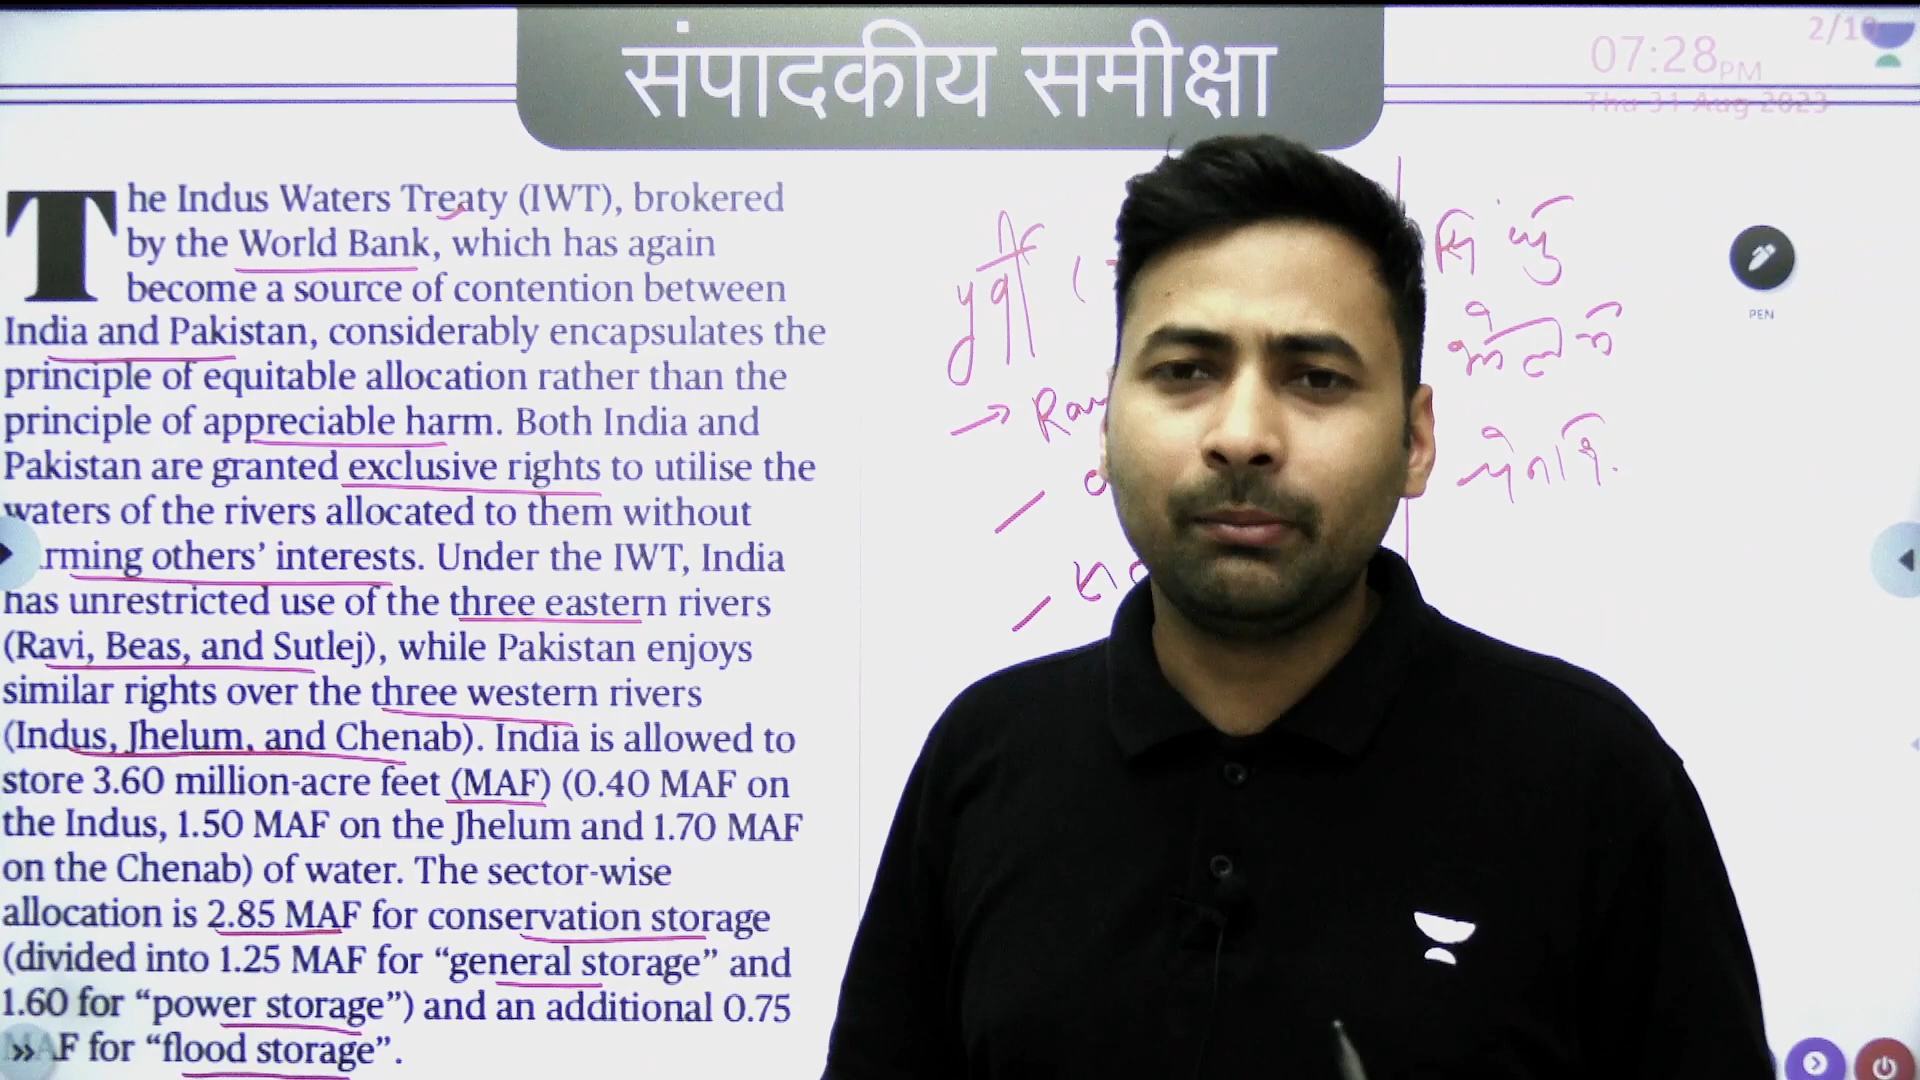 संपादकीय समीक्षा
2/10
07:28PM
Thu 31 Aug 2023
The Indus Waters Treaty (IWT), brokered
by the World Bank, which has again
become a source of contention between
India and Pakistan, considerably encapsulates the
principle of equitable allocation rather than the
principle of appreciable harm. Both India and
Pakistan are granted exclusive rights to utilise the
waters of the rivers allocated to them without
rming others’ interests. Under the IWT, India
has unrestricted use of the three eastern rivers
(Ravi, Beas, and Sutlej), while Pakistan enjoys
similar rights over the three western rivers
(Indus, Jhelum, and Chenab). India is allowed to
store 3.60 million-acre feet (MAF) (0.40 MAF on
the Indus, 1.50 MAF on the Jhelum and 1.70 MAF
on the Chenab) of water. The sector-wise
allocation is 2.85 MAF for conservation storage
(divided into 1.25 MAF for “general storage” and
1.60 for “power storage”) and an additional 0.75
MAF for “flood storage”.
पूर्वी
Rav
PEN